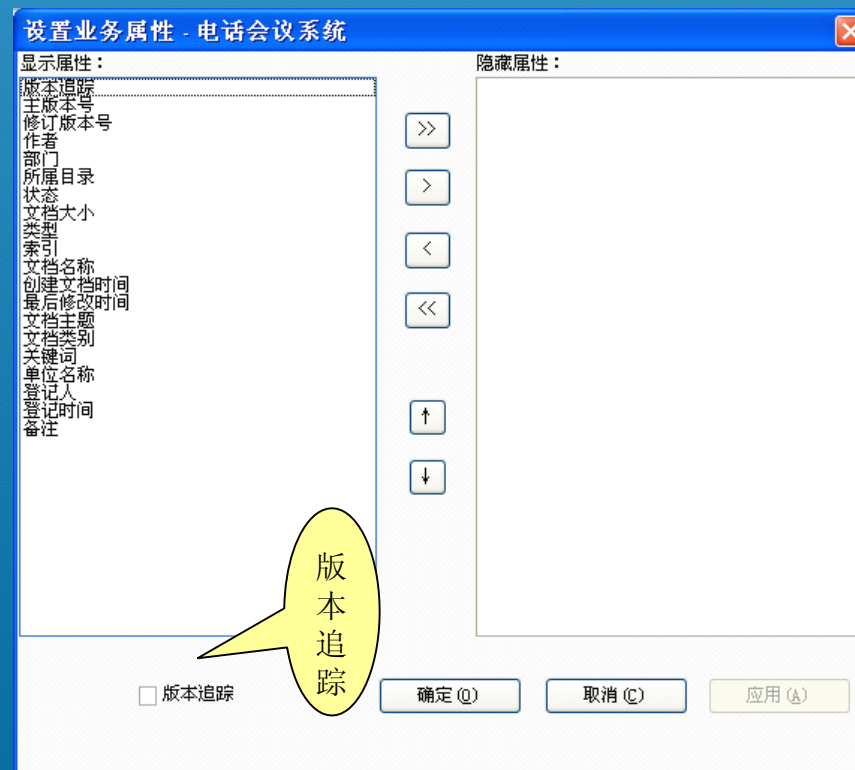 设置业务属性 - 电话会议系统
显示属性：
隐藏属性：
版本追踪
主版本号
修订版本号
作者
部门
所属目录
状态
文档大小
类型
索引
文档名称
创建文档时间
最后修改时间
文档主题
文档类别
关键词
单位名称
登记人
登记时间
备注
>>
>
<
<<
↑
↓
版本追踪
版本追踪
确定(O)
取消(C)
应用(A)